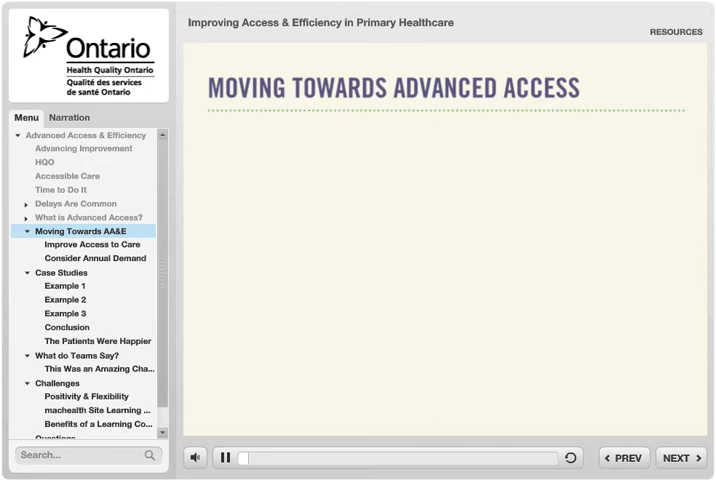 Improving Access & Efficiency in Primary Healthcare
RESOURCES
Ontario
Health Quality Ontario
Qualité des services
de santé Ontario
Menu
Narration
Advanced Access & Efficiency
Advancing Improvement
HQO
Accessible Care
Time to Do It
Delays Are Common
What is Advanced Access?
Moving Towards AA&E
Improve Access to Care
Consider Annual Demand
Case Studies
Example 1
Example 2
Example 3
Conclusion
The Patients Were Happier
What do Teams Say?
This Was an Amazing Cha...
Challenges
Positivity & Flexibility
machealth Site Learning ...
Benefits of a Learning Co...
Questions
Search...
MOVING TOWARDS ADVANCED ACCESS
PREV
NEXT